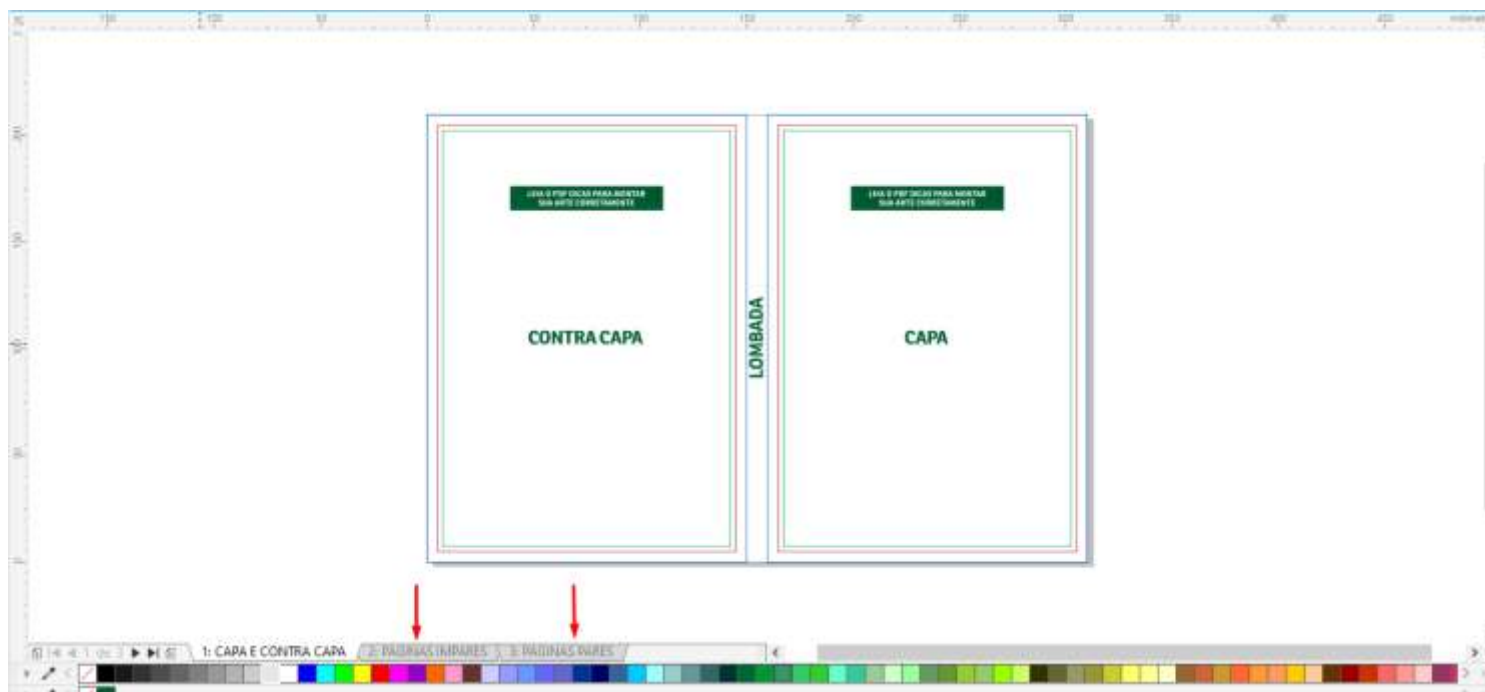 LEIA O PDF DICAS PARA MONTAR
SUA ARTE CORRETAMENTE
LEIA O PDF DICAS PARA MONTAR
SUA ARTE CORRETAMENTE
CONTRA CAPA
LOMBADA
CAPA
1: CAPA E CONTRA CAPA
2: PAGINAS IMPARES
3: PAGINAS PARES